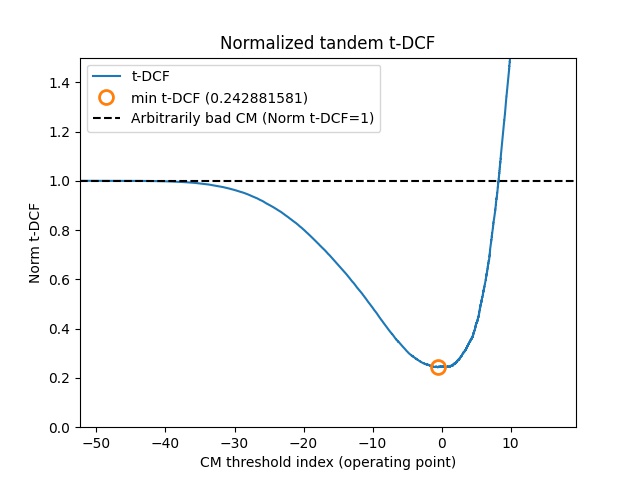 Normalized tandem t-DCF
t-DCF
min t-DCF (0.242881581)
Arbitrarily bad CM (Norm t-DCF=1)
Norm t-DCF
1.4
1.2
1.0
0.8
0.6
0.4
0.2
0.0
−50 −40 −30 −20 −10 0 10
CM threshold index (operating point)